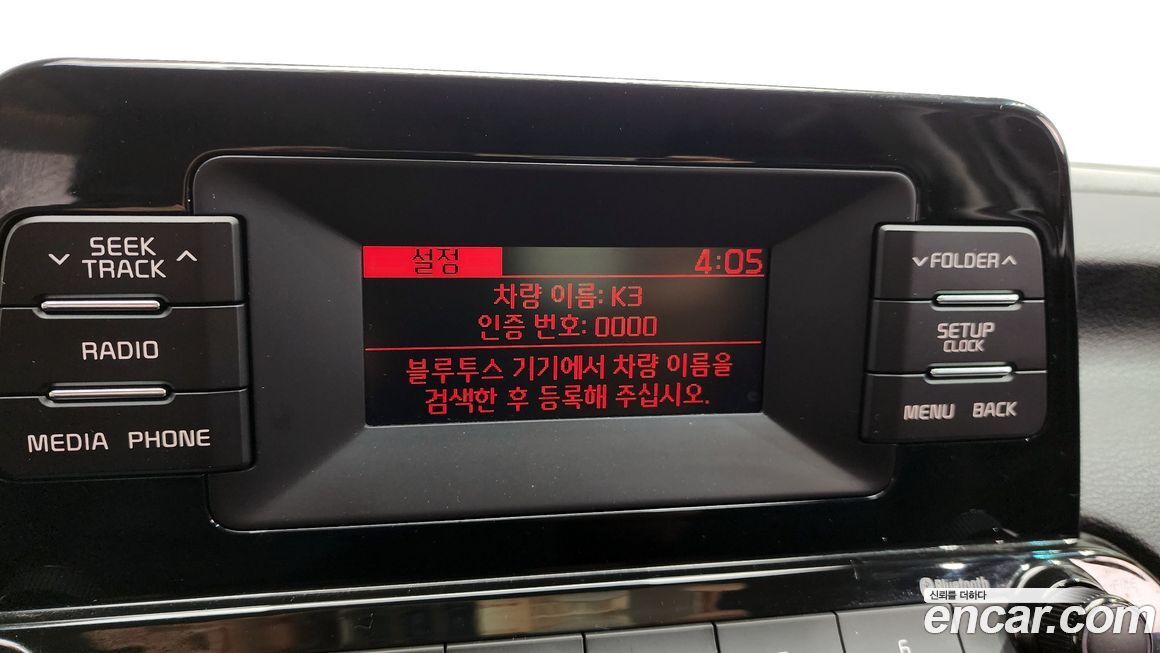 SEEK
TRACK
RADIO
MEDIA PHONE
설정 4:05
차량 이름: K3
인증 번호: 0000
블루투스 기기에서 차량 이름을
검색한 후 등록해 주십시오.
FOLDER
SETUP
CLOCK
MENU BACK
Bluetooth
신뢰를 더하다
encar.com
6